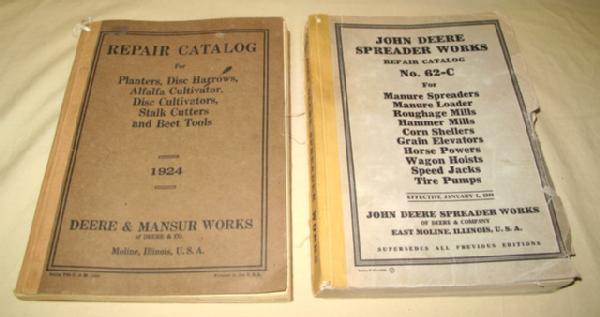 REPAIR CATALOG
For
Planters, Disc Harrows,
Alfalfa Cultivator,
Disc Cultivators,
Stalk Cutters
and Beet Tools
1924
DEERE & MANSUR WORKS
OF DEERE & CO.
Moline, Illinois, U. S. A.
JOHN DEERE
SPREADER WORKS
REPAIR CATALOG
No. 62-C
For
Manure Spreaders
Manure Loader
Roughage Mills
Hammer Mills
Corn Shellers
Grain Elevators
Horse Powers
Wagon Hoists
Speed Jacks
Tire Pumps
EFFECTIVE JANUARY 1,
JOHN DEERE SPREADER WORKS
OF DEERE & COMPANY
EAST MOLINE, ILLINOIS, U. S. A.
SUPERSEDES ALL PREVIOUS EDITIONS